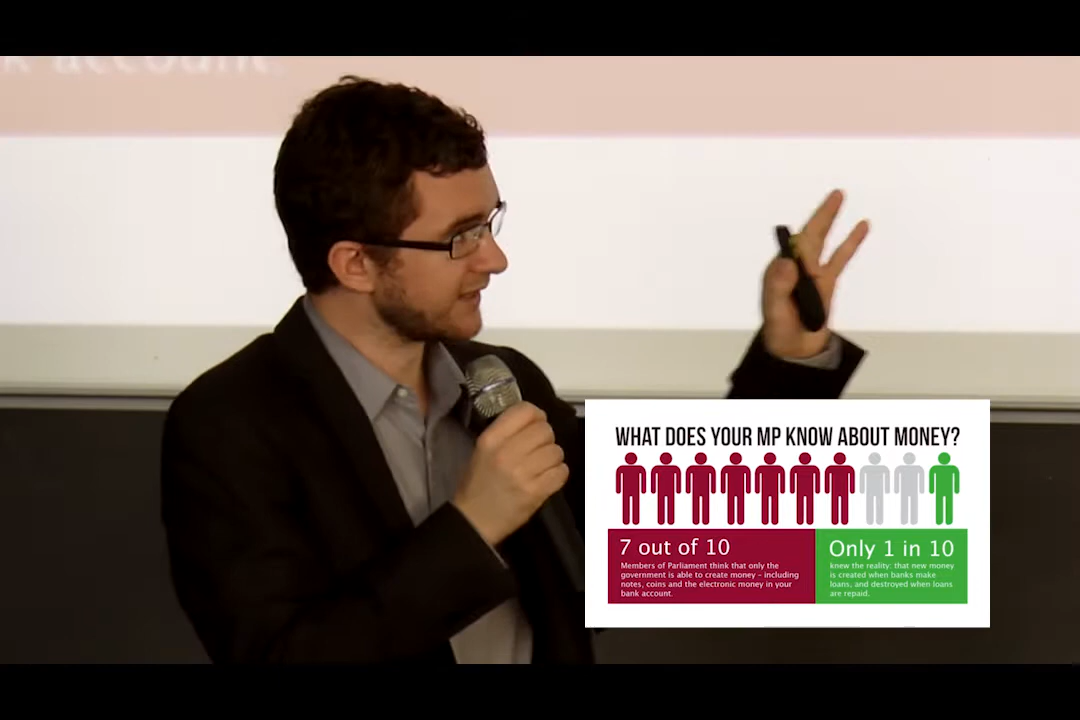 k account.
WHAT DOES YOUR MP KNOW ABOUT MONEY?
7 out of 10
Members of Parliament think that only the
government is able to create money – including
notes, coins and the electronic money in your
bank account.
Only 1 in 10
knew the reality: that new money
is created when banks make
loans, and destroyed when loans
are repaid.